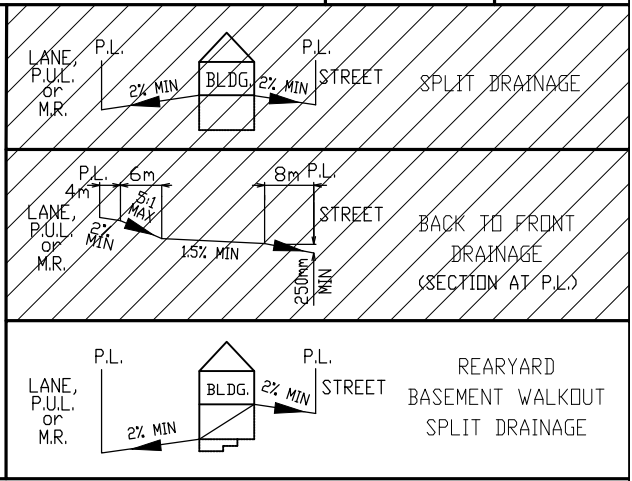 P.L.
P.L.
LANE,
P.U.L.
or
M.R.
2% MIN
BLDG.
2% MIN
STREET
SPLIT DRAINAGE
P.L.
6m
8m
P.L.
4m
5:1
MAX
LANE,
P.U.L.
or
M.R.
2%
MIN
1.5% MIN
STREET
250mm
MIN
BACK TO FRONT
DRAINAGE
(SECTION AT P.L.)
P.L.
P.L.
LANE,
P.U.L.
or
M.R.
BLDG.
2% MIN
STREET
2% MIN
REARYARD
BASEMENT WALKOUT
SPLIT DRAINAGE